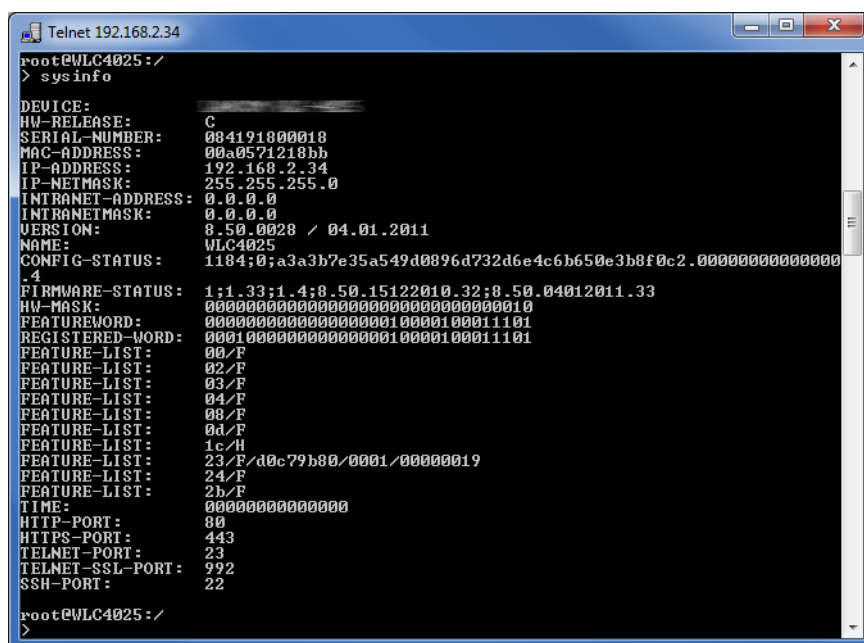 Telnet 192.168.2.34
root@WLC4025:/
> sysinfo
DEVICE:
HW-RELEASE: C
SERIAL-NUMBER: 084191800018
MAC-ADDRESS: 00a0571218bb
IP-ADDRESS: 192.168.2.34
IP-NETMASK: 255.255.255.0
INTRANET-ADDRESS: 0.0.0.0
INTRANETMASK: 0.0.0.0
VERSION: 8.50.0028 / 04.01.2011
NAME: WLC4025
CONFIG-STATUS: 1184;0;a3a3b7e35a549d0896d732d6e4c6b650e3b8f0c2.00000000000000
.4
FIRMWARE-STATUS: 1;1.33;1.4;8.50.15122010.32;8.50.04012011.33
HW-MASK: 00000000000000000000000000000010
FEATUREWORD: 00000000000000000010000100011101
REGISTERED-WORD: 00010000000000000010000100011101
FEATURE-LIST: 00/F
FEATURE-LIST: 02/F
FEATURE-LIST: 03/F
FEATURE-LIST: 04/F
FEATURE-LIST: 08/F
FEATURE-LIST: 0d/F
FEATURE-LIST: 1c/H
FEATURE-LIST: 23/F/d0c79b80/0001/00000019
FEATURE-LIST: 24/F
FEATURE-LIST: 2b/F
TIME: 00000000000000
HTTP-PORT: 80
HTTPS-PORT: 443
TELNET-PORT: 23
TELNET-SSL-PORT: 992
SSH-PORT: 22
root@WLC4025:/
>